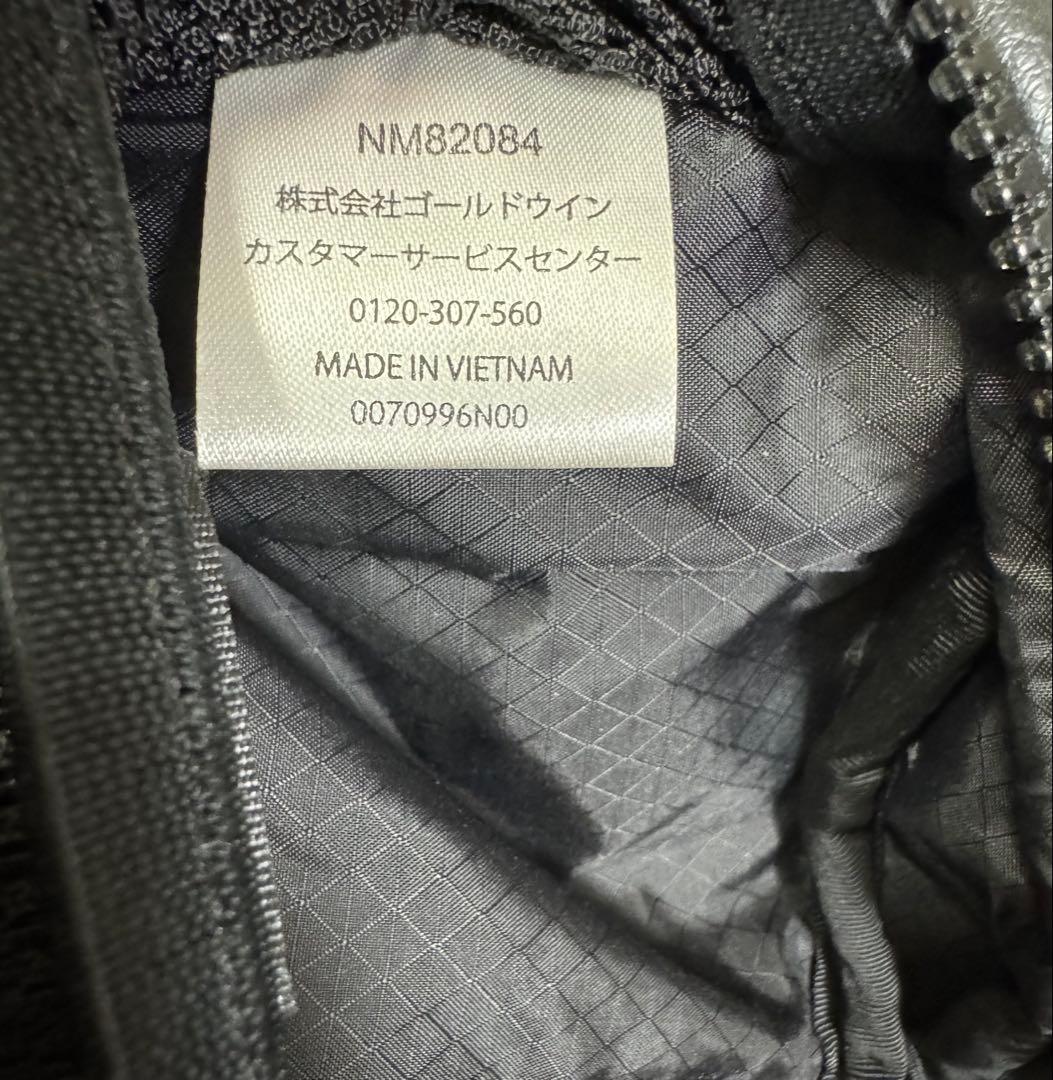 NM82084
株式会社ゴールドウイン
カスタマーサービスセンター
0120-307-560
MADE IN VIETNAM
0070996N00